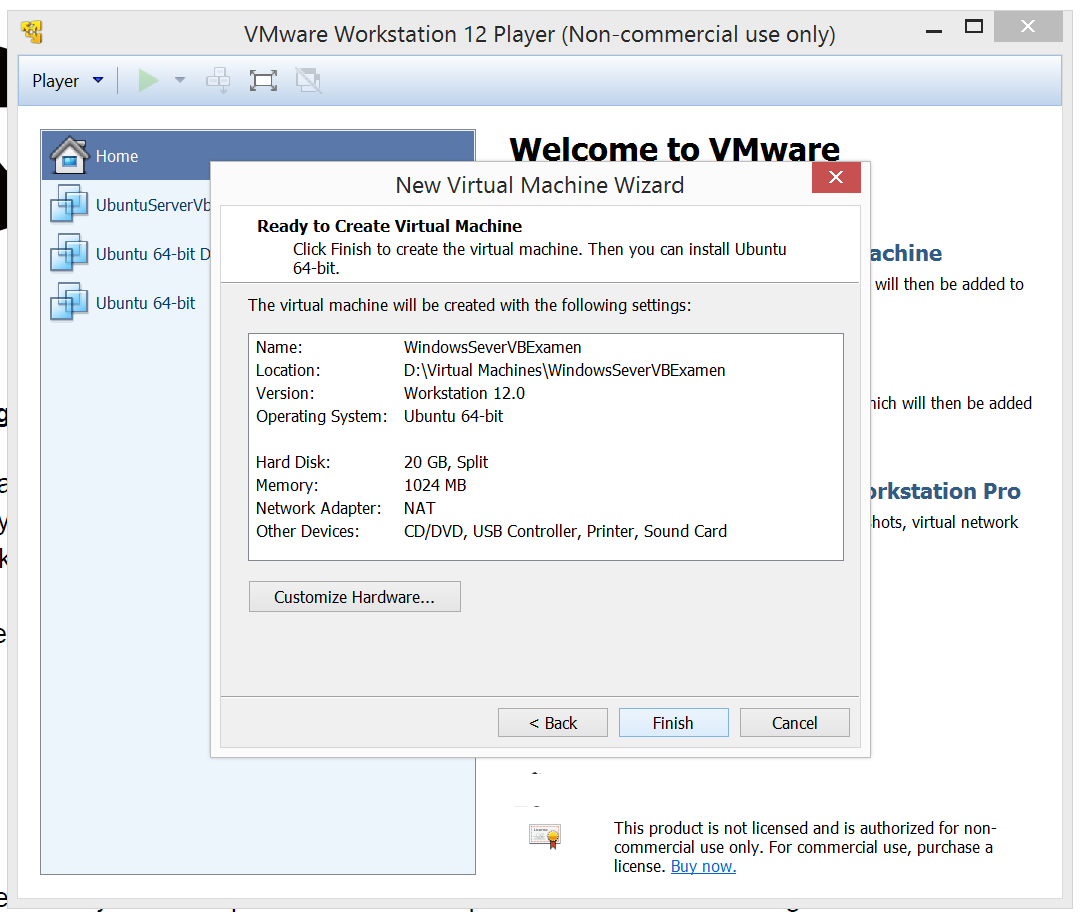 VMware Workstation 12 Player (Non-commercial use only)
Player
Home
UbuntuServerVb
Ubuntu 64-bit D
Ubuntu 64-bit
Welcome to VMware
achine
will then be added to
hich will then be added
orkstation Pro
shots, virtual network
New Virtual Machine Wizard
Ready to Create Virtual Machine
Click Finish to create the virtual machine. Then you can install Ubuntu
64-bit.
The virtual machine will be created with the following settings:
Name: WindowsSeverVBExamen
Location: D:\Virtual Machines\WindowsSeverVBExamen
Version: Workstation 12.0
Operating System: Ubuntu 64-bit
Hard Disk: 20 GB, Split
Memory: 1024 MB
Network Adapter: NAT
Other Devices: CD/DVD, USB Controller, Printer, Sound Card
Customize Hardware...
< Back
Finish
Cancel
This product is not licensed and is authorized for non-
commercial use only. For commercial use, purchase a
license. Buy now.